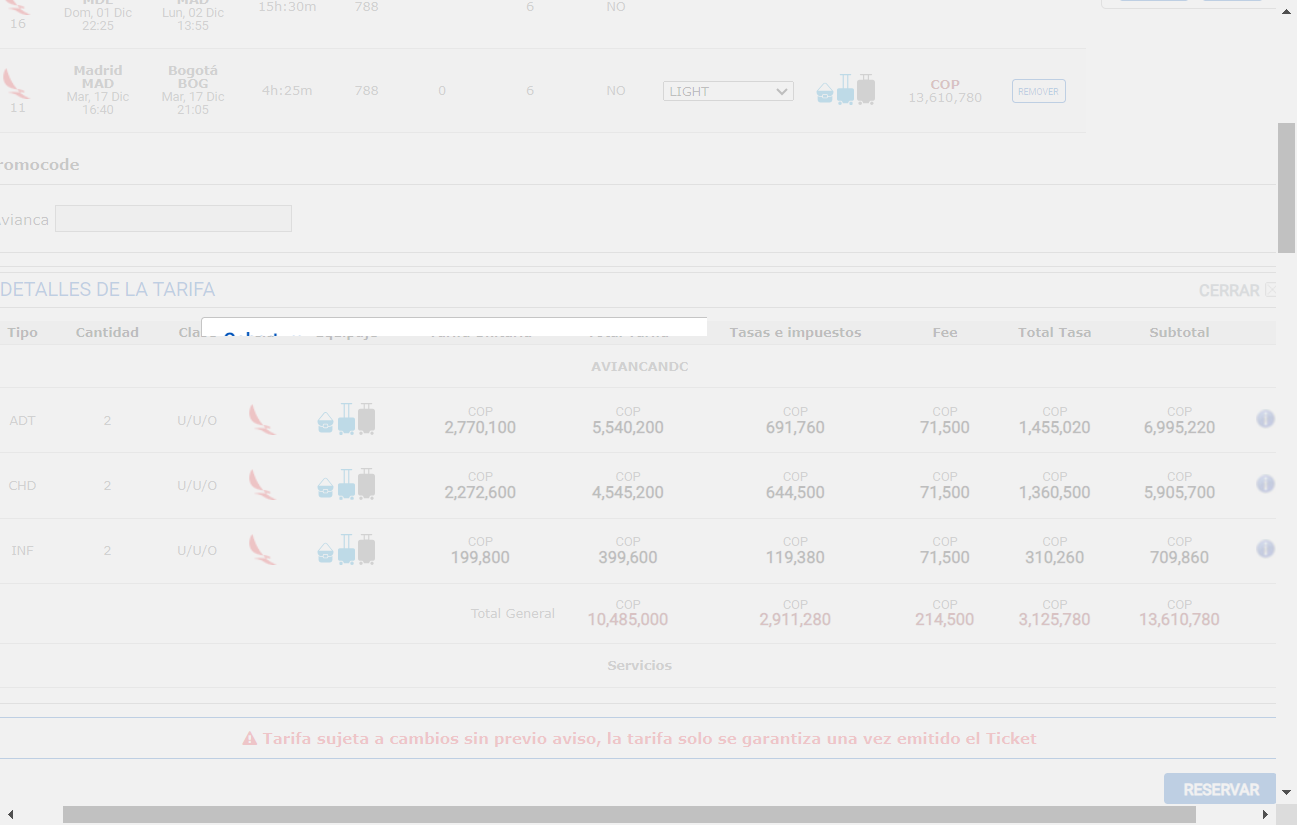 MDE MAD
Dom, 01 Dic Lun, 02 Dic 15h:30m 788 6 NO
16 22:25 13:55
Madrid Bogotá
MAD BOG
Mar, 17 Dic Mar, 17 Dic 4h:25m 788 0 6 NO LIGHT COP 13,610,780 REMOVER
11 16:40 21:05
romocode
vianca
DETALLES DE LA TARIFA CERRAR
Tipo Cantidad Tasas e impuestos Fee Total Tasa Subtotal
AVIANCANDC
COP COP COP COP COP COP
ADT 2 U/U/O 2,770,100 5,540,200 691,760 71,500 1,455,020 6,995,220
COP COP COP COP COP COP
CHD 2 U/U/O 2,272,600 4,545,200 644,500 71,500 1,360,500 5,905,700
COP COP COP COP COP COP
INF 2 U/U/O 199,800 399,600 119,380 71,500 310,260 709,860
COP COP COP COP COP
Total General 10,485,000 2,911,280 214,500 3,125,780 13,610,780
Servicios
Tarifa sujeta a cambios sin previo aviso, la tarifa solo se garantiza una vez emitido el Ticket
RESERVAR